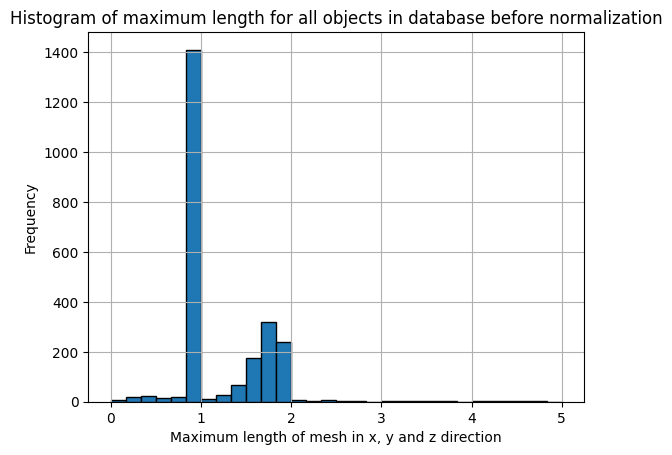 Histogram of maximum length for all objects in database before normalization
1400
1200
1000
800
600
400
200
0
Frequency
0 1 2 3 4 5
Maximum length of mesh in x, y and z direction